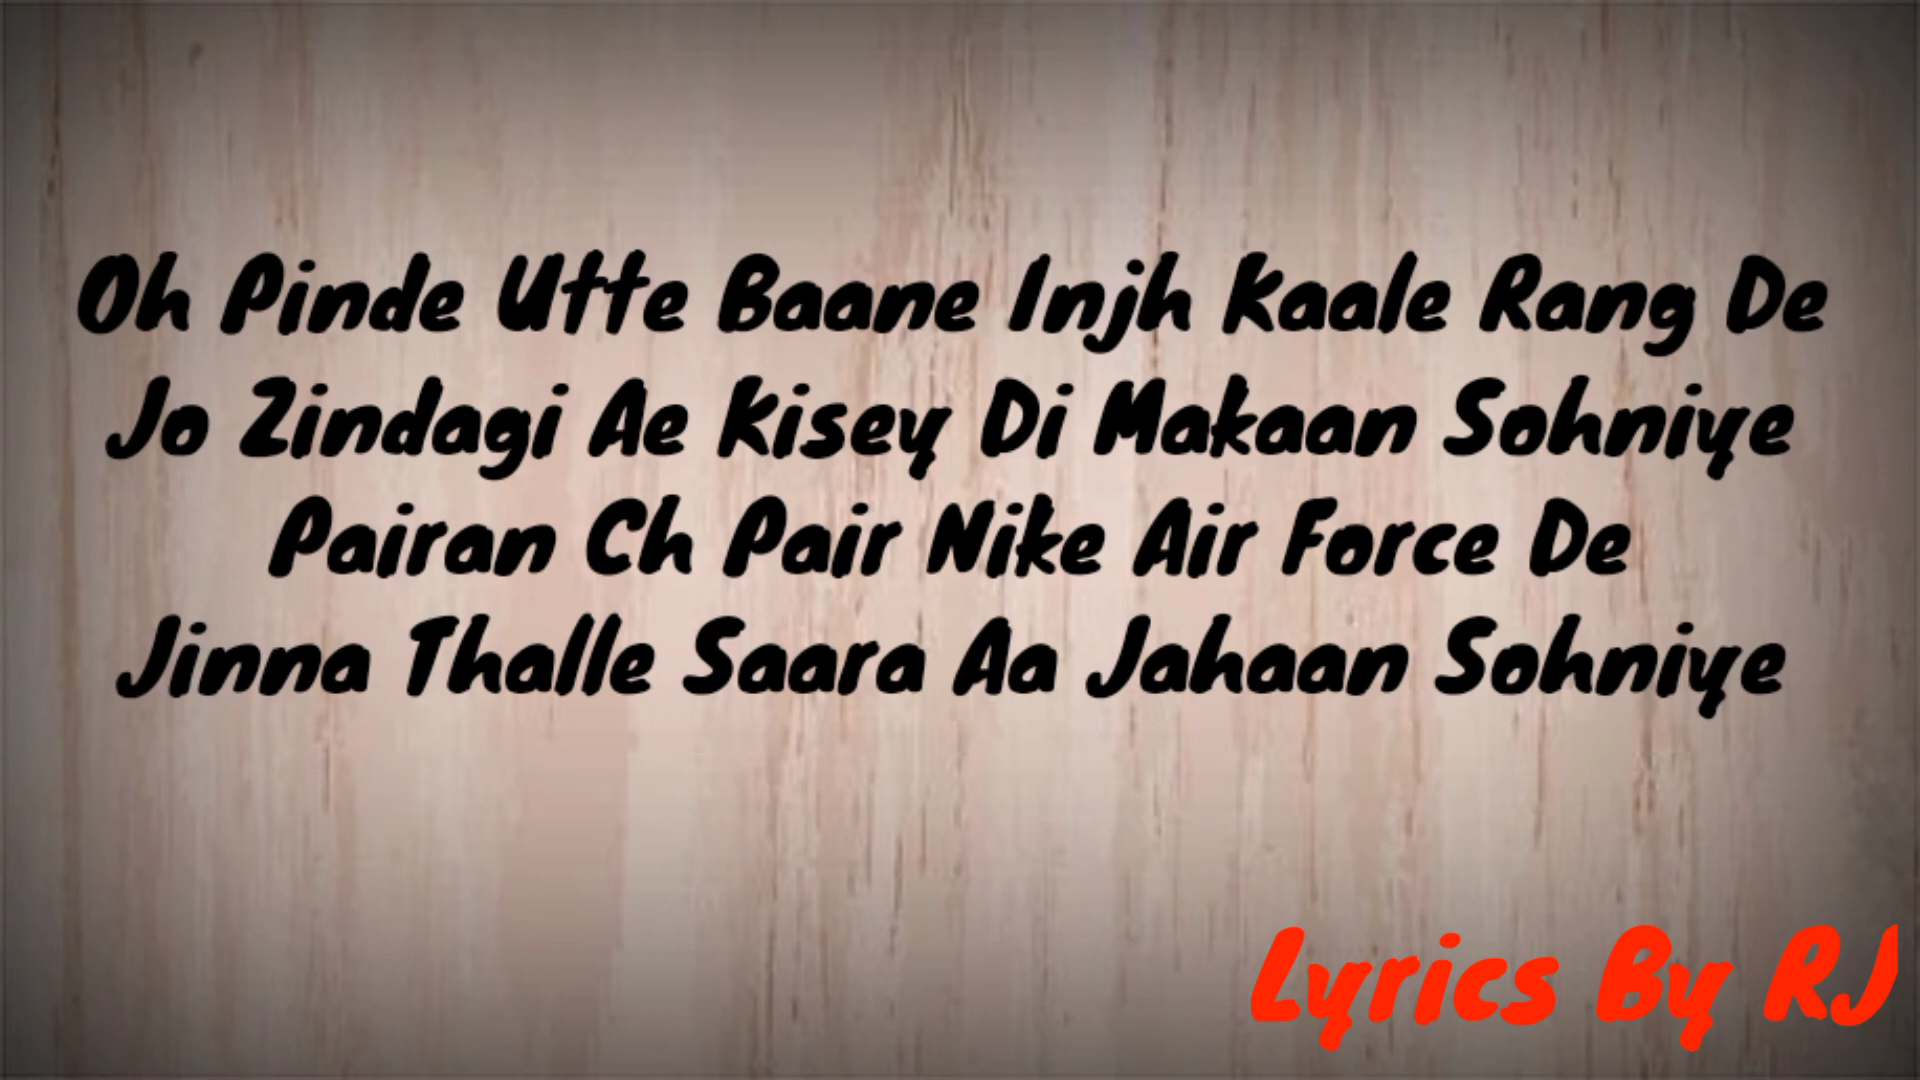 Oh Pinde Utte Baane Injh Kaale Rang De
Jo Zindagi Ae Kisey Di Makaan Sohniye
Pairan Ch Pair Nike Air Force De
Jinna Thalle Saara Aa Jahaan Sohniye
Lyrics By RJ